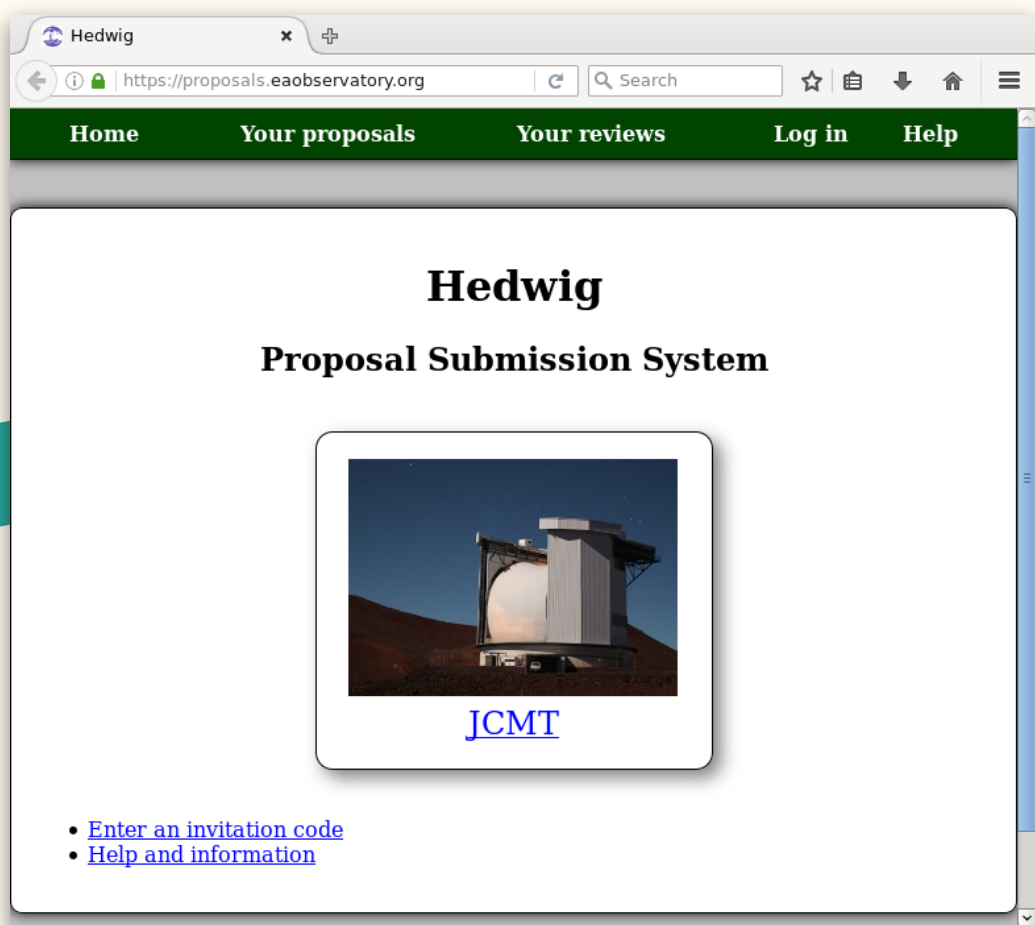 Hedwig
https://proposals.eaobservatory.org
Search
Home Your proposals Your reviews Log in Help
Hedwig
Proposal Submission System
JCMT
Enter an invitation code
Help and information